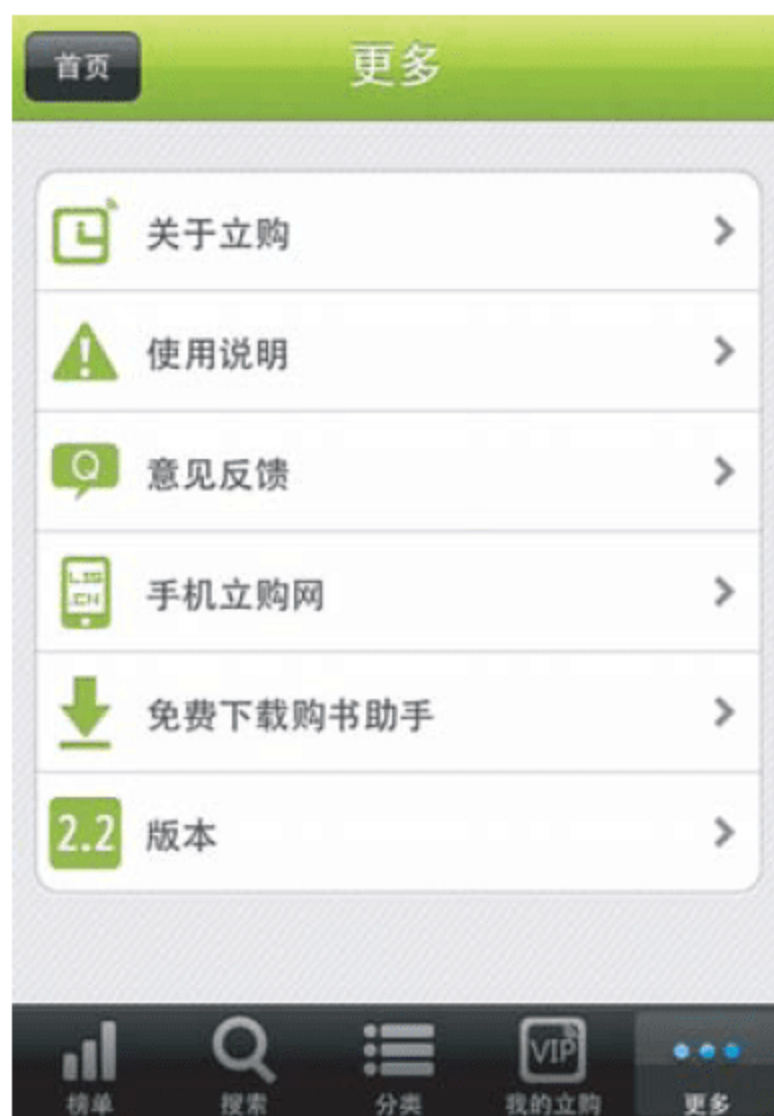 首页
更多
关于立购
使用说明
Q
意见反馈
LIG
.CN
手机立购网
免费下载购书助手
2.2
版本
VIP
榜单
搜索
分类
我的立购
更多